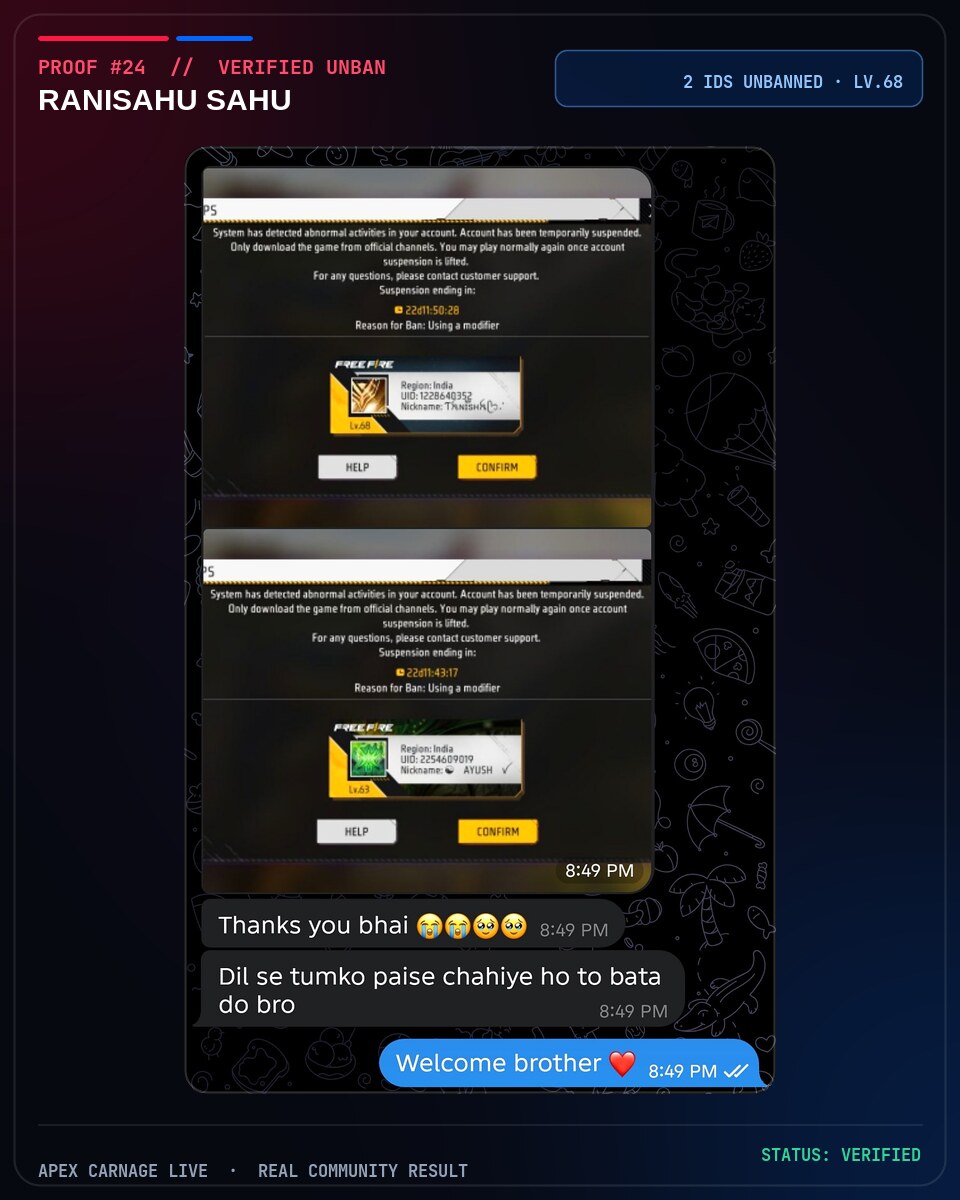 PROOF #24 // VERIFIED UNBAN
RANISAHU SAHU
2 IDS UNBANNED · LV.68
PS
System has detected abnormal activities in your account. Account has been temporarily suspended.
Only download the game from official channels. You may play normally again once account
suspension is lifted.
For any questions, please contact customer support.
Suspension ending in:
22d11:50:28
Reason for Ban: Using a modifier
FREE FIRE
Region: India
UID: 1228640352
Nickname:
Lv.68
HELP
CONFIRM
PS
System has detected abnormal activities in your account. Account has been temporarily suspended.
Only download the game from official channels. You may play normally again once account
suspension is lifted.
For any questions, please contact customer support.
Suspension ending in:
22d11:43:17
Reason for Ban: Using a modifier
FREE FIRE
Region: India
UID: 2254609019
Nickname: ☯ AYUSH ✓
Lv.63
HELP
CONFIRM
8:49 PM
Thanks you bhai 😭😭🥹🥹 8:49 PM
Dil se tumko paise chahiye ho to bata
do bro 8:49 PM
Welcome brother ❤️ 8:49 PM
STATUS: VERIFIED
APEX CARNAGE LIVE · REAL COMMUNITY RESULT